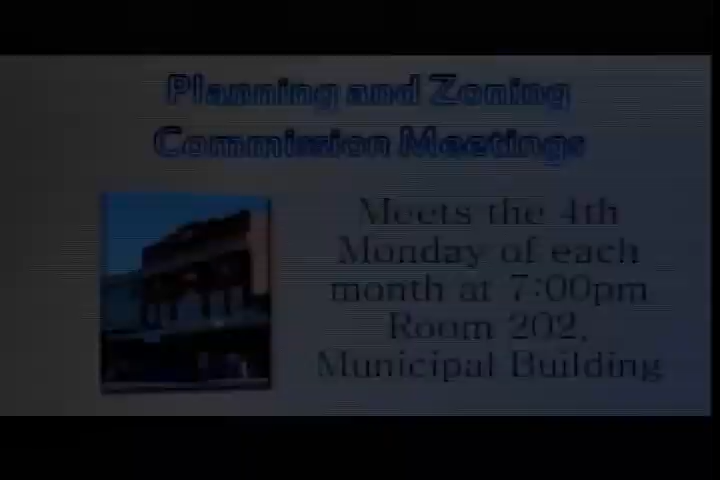 Planning and Zoning
Commission Meetings
Meets the 4th
Monday of each
month at 7:00pm
Room 202,
Municipal Building